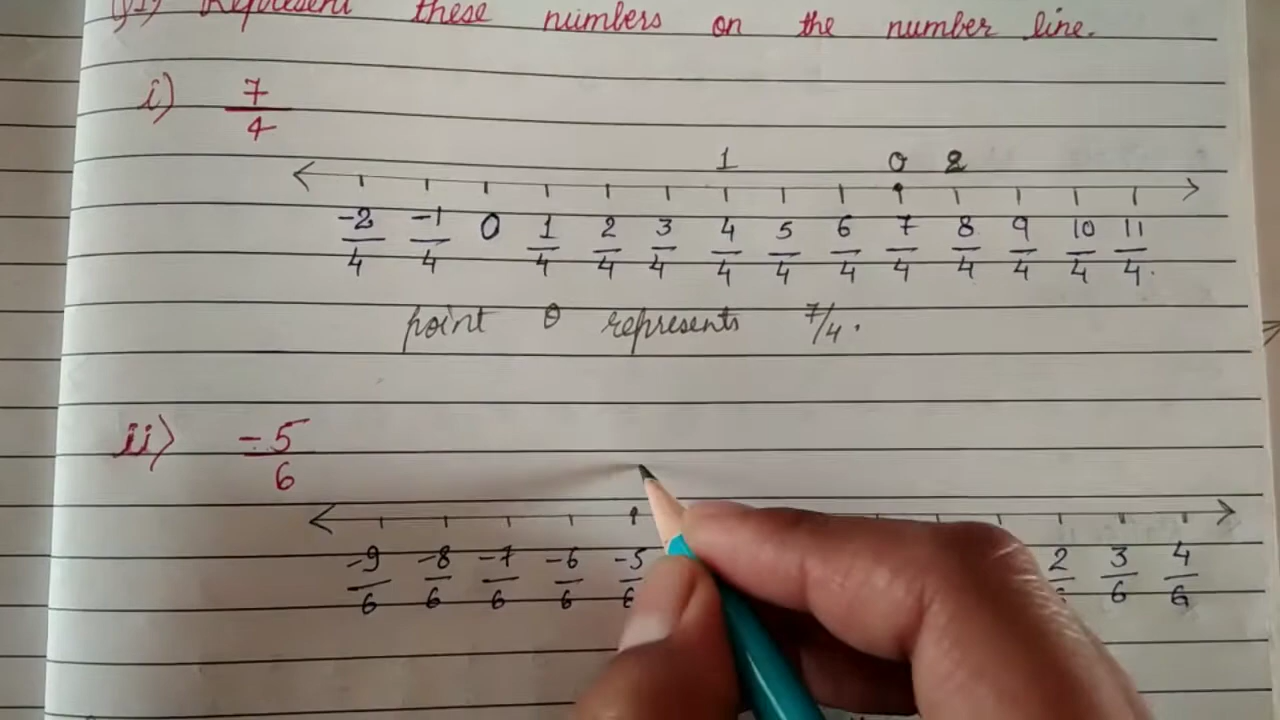 Represent these numbers on the number line.
i) 7/4
1 O 2
-2/4 -1/4 0 1/4 2/4 3/4 4/4 5/4 6/4 7/4 8/4 9/4 10/4 11/4.
point O represents 7/4.
ii) -5/6
-9/6 -8/6 -7/6 -6/6 -5/6 2 3/6 4/6